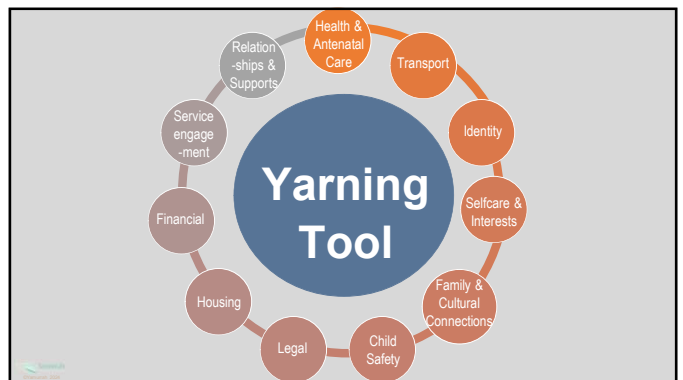 Health &
Antenatal
Care
Transport
Identity
Selfcare &
Interests
Family &
Cultural
Connections
Child
Safety
Legal
Housing
Financial
Service
engage
-ment
Relation
-ships &
Supports
Yarning
Tool